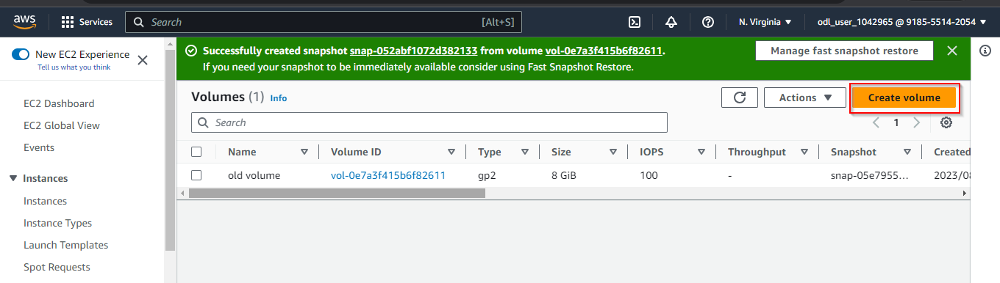 aws
Services
Search
[Alt+S]
N. Virginia
odl_user_1042965 @ 9185-5514-2054
New EC2 Experience
Tell us what you think
EC2 Dashboard
EC2 Global View
Events
Instances
Instances
Instance Types
Launch Templates
Spot Requests
Successfully created snapshot snap-052abf1072d382133 from volume vol-0e7a3f415b6f82611.
If you need your snapshot to be immediately available consider using Fast Snapshot Restore.
Manage fast snapshot restore
Volumes (1) Info
Actions
Create volume
Search
1
Name Volume ID Type Size IOPS Throughput Snapshot Created
old volume vol-0e7a3f415b6f82611 gp2 8 GiB 100 - snap-05e7955... 2023/08